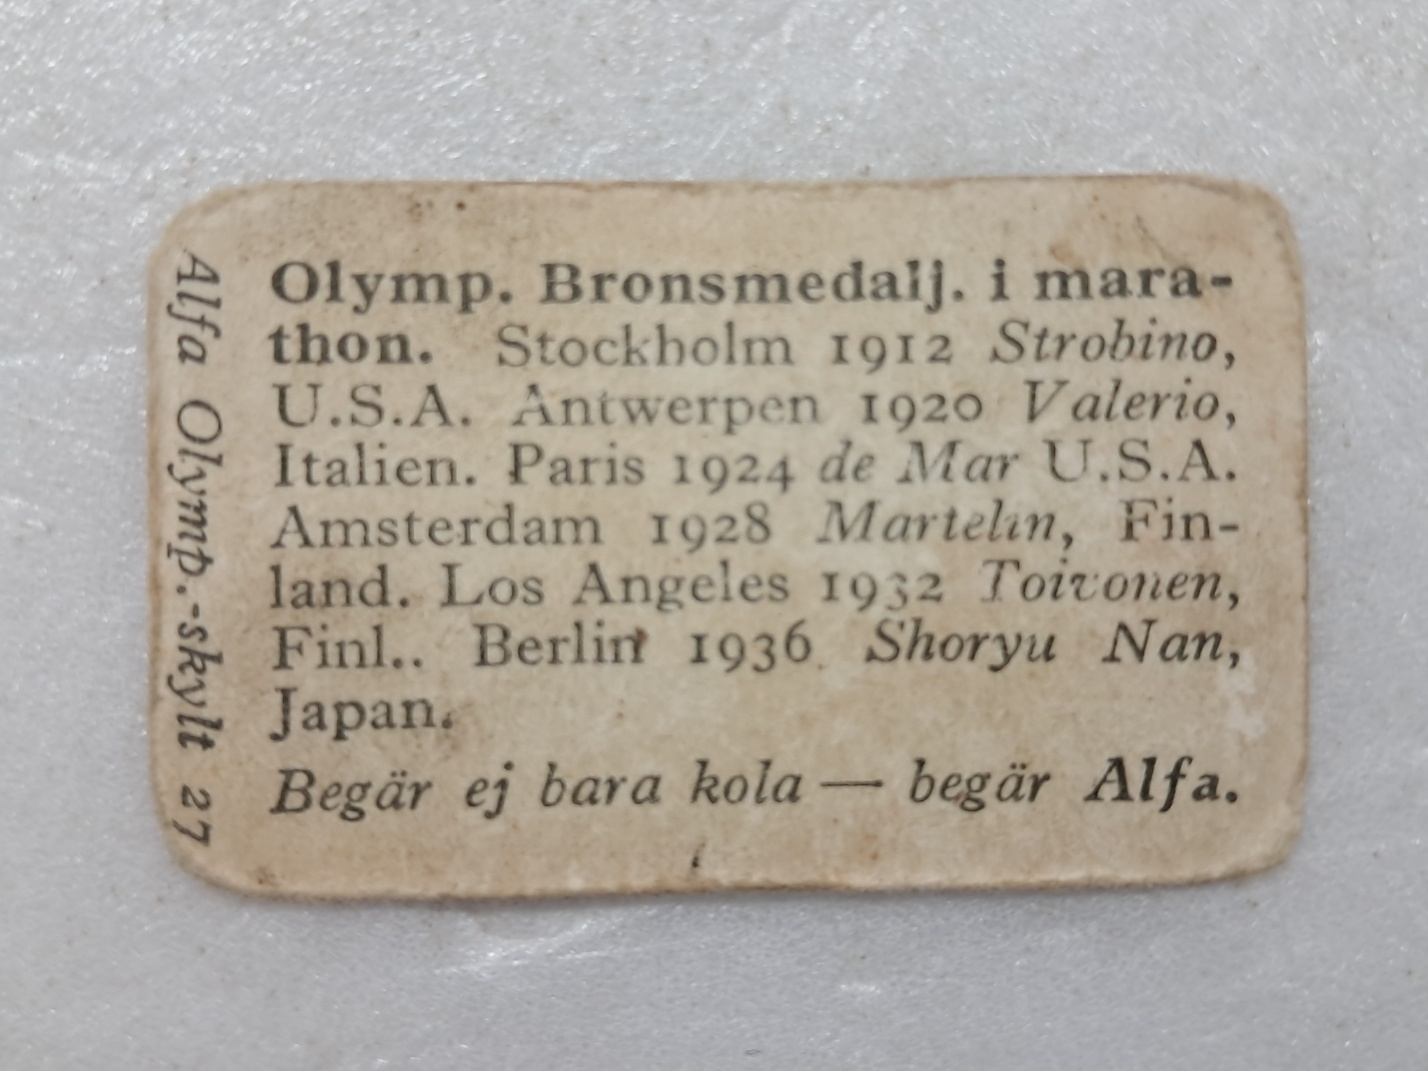 Olymp. Bronsmedalj. i mara-
thon. Stockholm 1912 Strobino,
U.S.A. Antwerpen 1920 Valerio,
Italien. Paris 1924 de Mar U.S.A.
Amsterdam 1928 Martelin, Fin-
land. Los Angeles 1932 Toivonen,
Finl.. Berlin 1936 Shoryu Nan,
Japan.
Begär ej bara kola — begär Alfa.
Alfa Olymp.-skylt 27